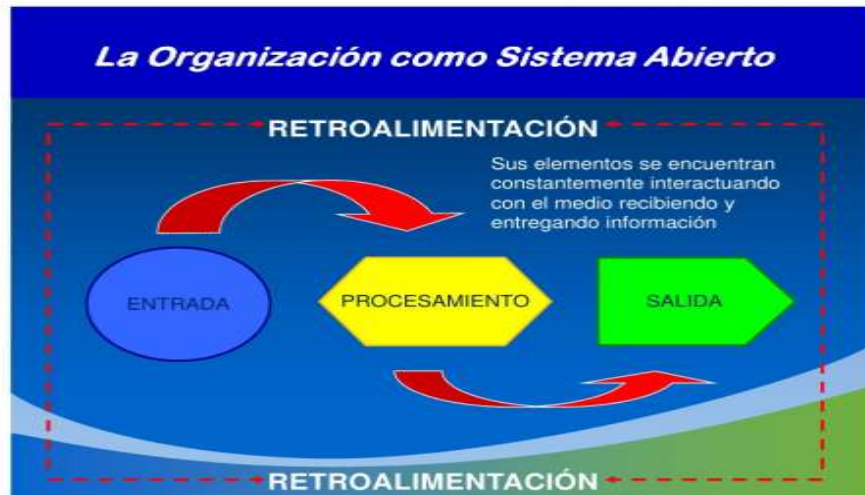 La Organización como Sistema Abierto
RETROALIMENTACIÓN
Sus elementos se encuentran
constantemente interactuando
con el medio recibiendo y
entregando información
ENTRADA
PROCESAMIENTO
SALIDA
RETROALIMENTACIÓN